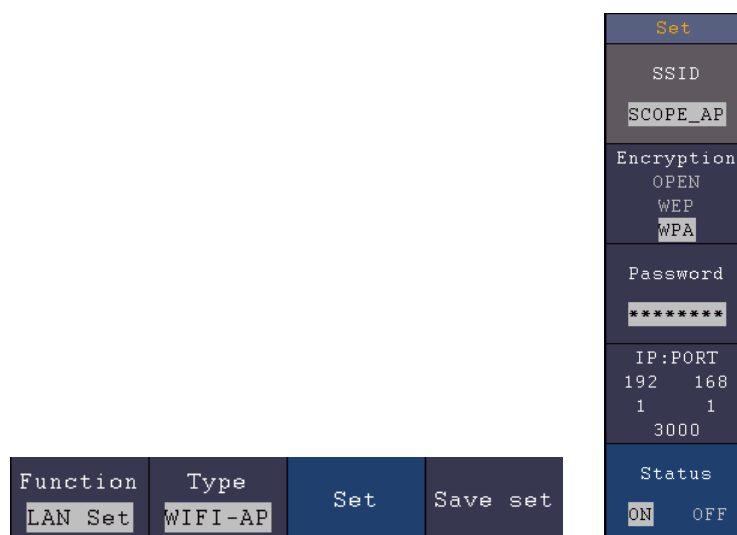 Set
SSID
SCOPE_AP
Encryption
OPEN
WEP
WPA
Password
********
IP:PORT
192 168
1 1
3000
Status
ON OFF
Function Type Set Save set
LAN Set WIFI-AP